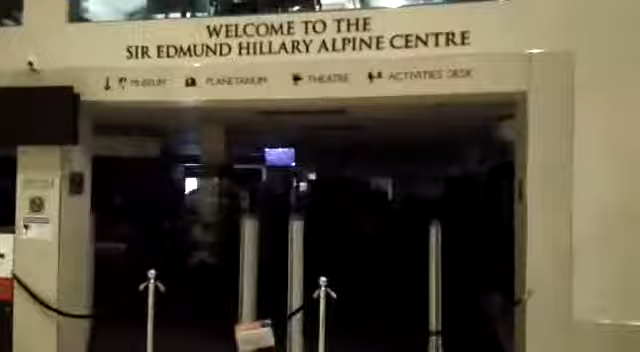 WELCOME TO THE
SIR EDMUND HILLARY ALPINE CENTRE
MUSEUM PLANETARIUM THEATRE ACTIVITIES DESK